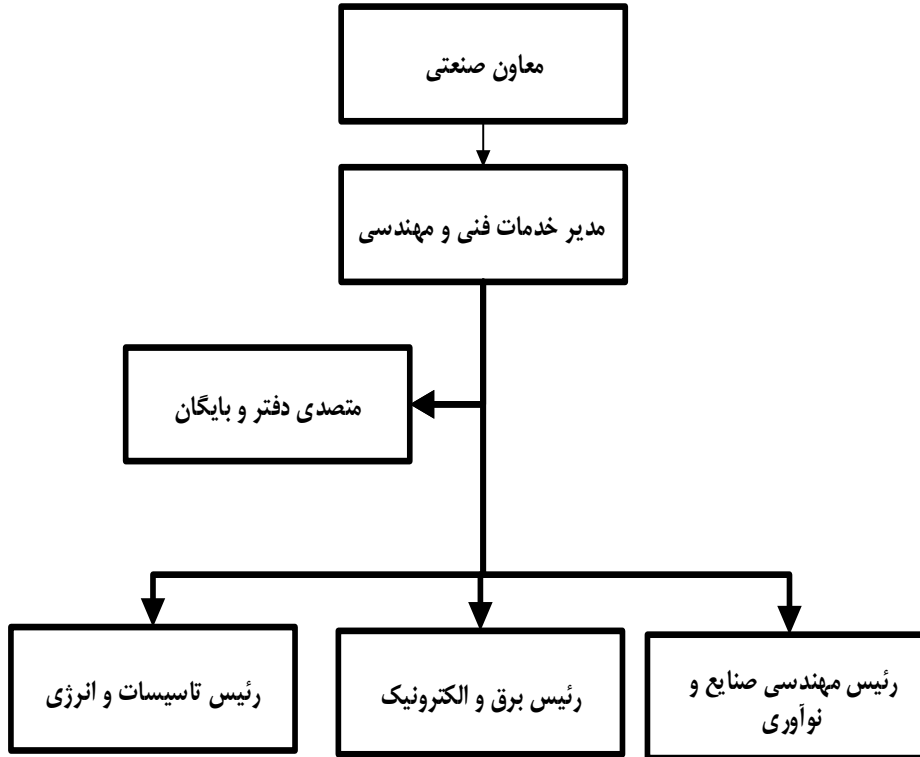 معاون صنعتی
مدیر خدمات فنی و مهندسی
متصدی دفتر و بایگان
رئیس مهندسی صنایع و
نوآوری
رئیس برق و الکترونیک
رئیس تاسیسات و انرژی